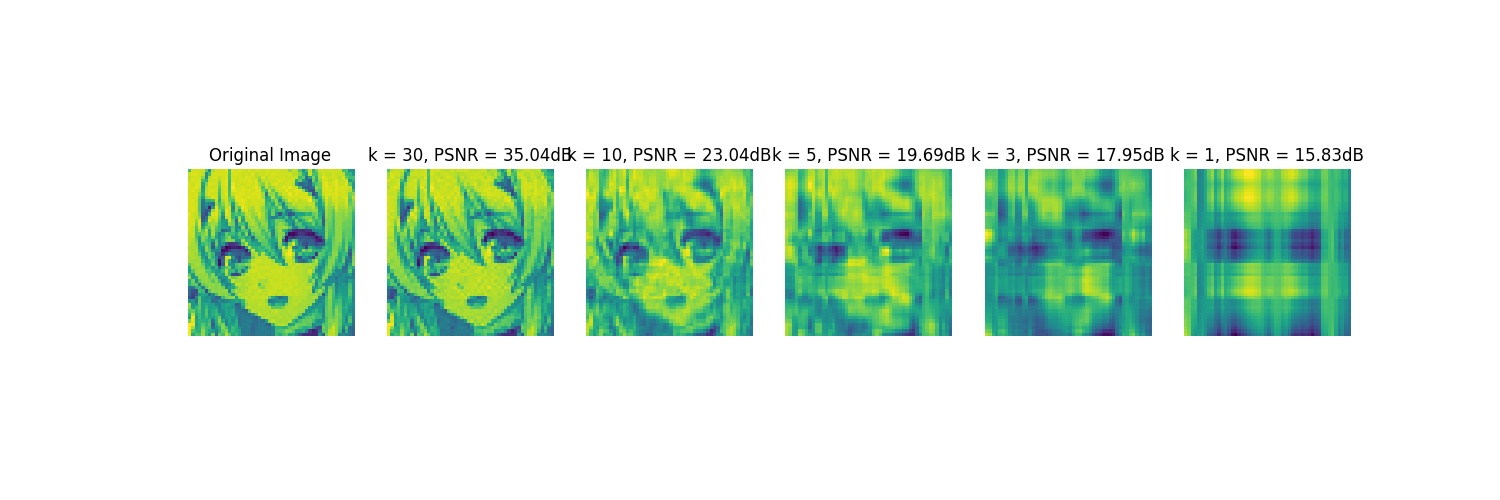 Original Image
k = 30, PSNR = 35.04dB
k = 10, PSNR = 23.04dB
k = 5, PSNR = 19.69dB
k = 3, PSNR = 17.95dB
k = 1, PSNR = 15.83dB